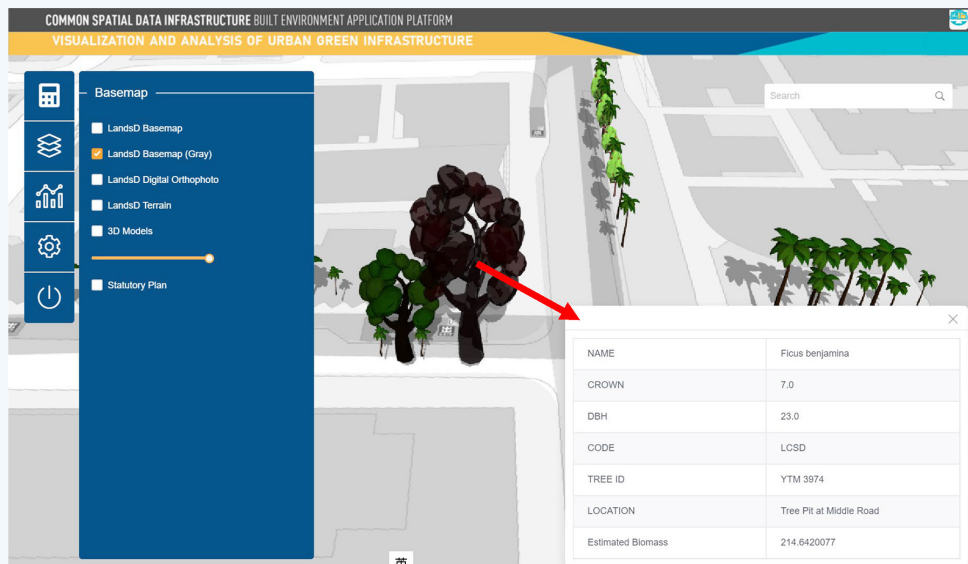 COMMON SPATIAL DATA INFRASTRUCTURE BUILT ENVIRONMENT APPLICATION PLATFORM
VISUALIZATION AND ANALYSIS OF URBAN GREEN INFRASTRUCTURE
Basemap
Search
LandsD Basemap
LandsD Basemap (Gray)
LandsD Digital Orthophoto
LandsD Terrain
3D Models
Statutory Plan
NAME Ficus benjamina
CROWN 7.0
DBH 23.0
CODE LCSD
TREE ID YTM 3974
LOCATION Tree Pit at Middle Road
Estimated Biomass 214.6420077